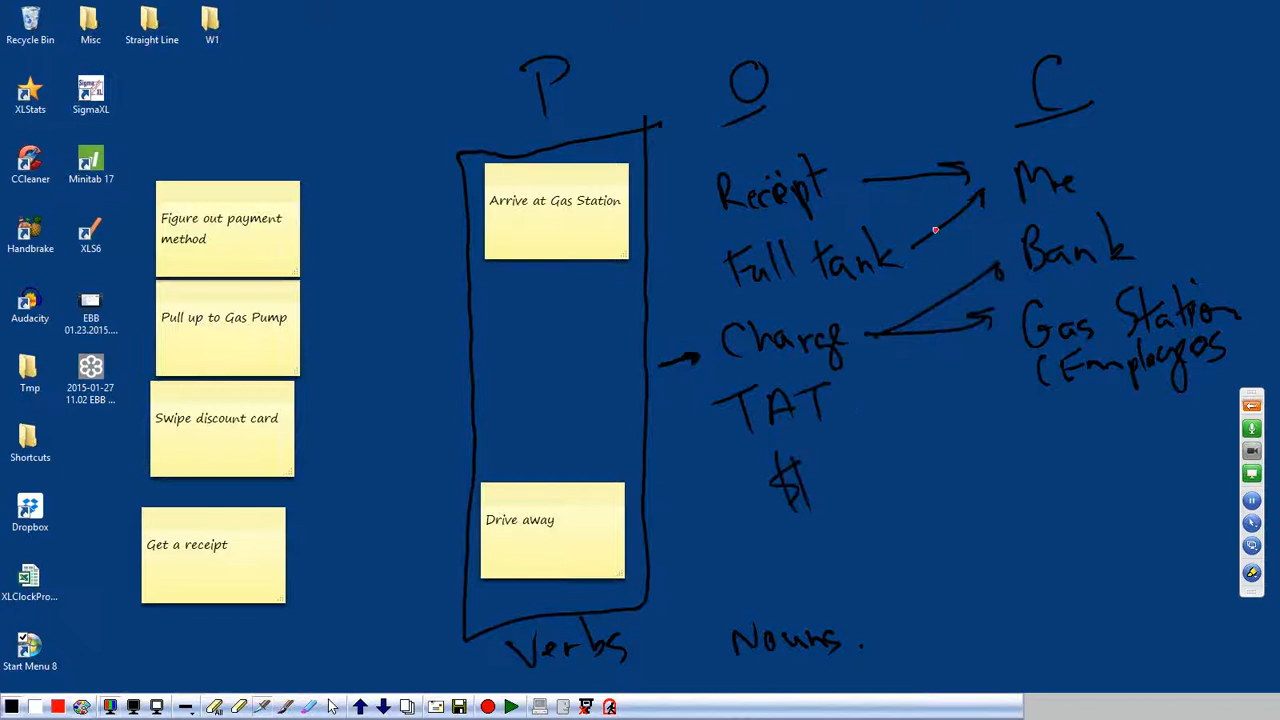 Recycle Bin
Misc
Straight Line
W1
XLStats
SigmaXL
CCleaner
Minitab 17
Handbrake
XLS6
Audacity
EBB
01.23.2015....
Tmp
2015-01-27
11.02 EBB ...
Shortcuts
Dropbox
XLClockPro...
Start Menu 8
Figure out payment
method
Pull up to Gas Pump
Swipe discount card
Get a receipt
P
Arrive at Gas Station
Drive away
Verbs
O
Receipt
Full tank
Charge
TAT
$
Nouns.
C
Me
Bank
Gas Station
(Employees